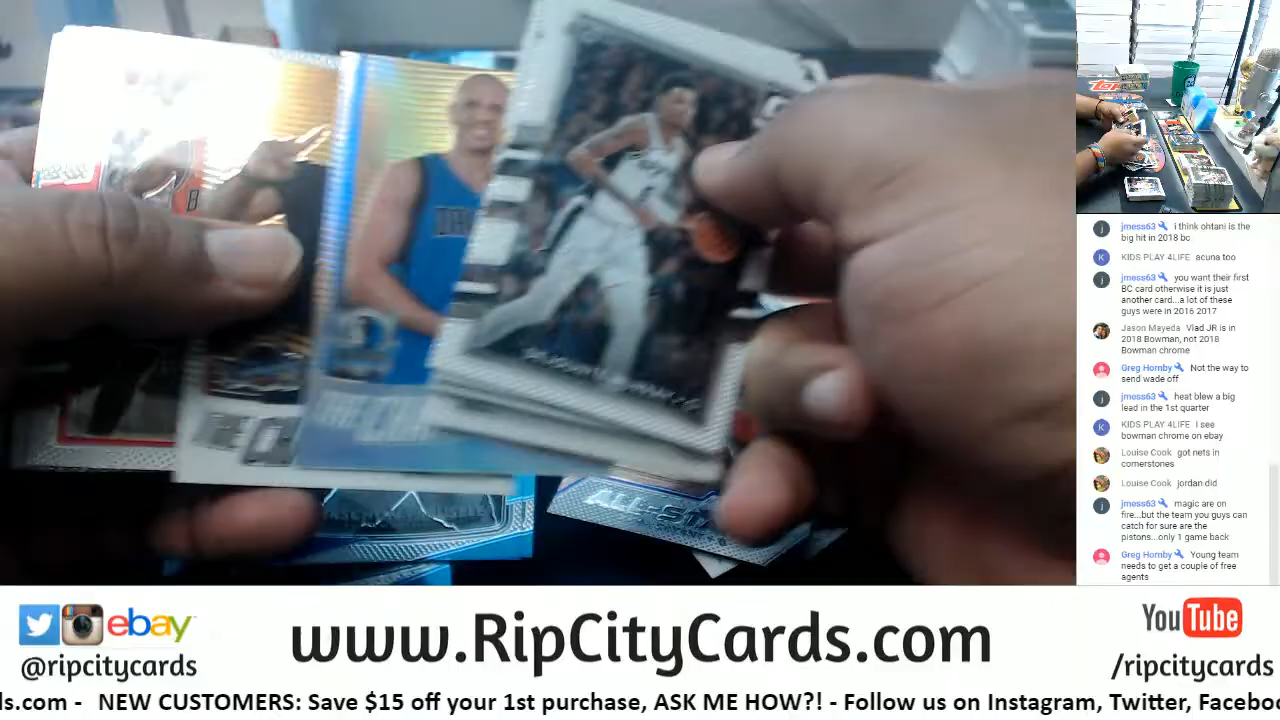 ALL-STA
jmess63 i think ohtani is the
big hit in 2018 bc
KIDS PLAY 4LIFE acuna too
jmess63 you want their first
BC card otherwise it is just
another card...a lot of these
guys were in 2016 2017
Jason Mayeda Vlad JR is in
2018 Bowman, not 2018
Bowman chrome
Greg Hornby Not the way to
send wade off
jmess63 heat blew a big
lead in the 1st quarter
KIDS PLAY 4LIFE I see
bowman chrome on ebay
Louise Cook got nets in
cornerstones
Louise Cook jordan did
jmess63 magic are on
fire...but the team you guys can
catch for sure are the
pistons...only 1 game back
Greg Hornby Young team
needs to get a couple of free
agents
ebay
@ripcitycards
www.RipCityCards.com
YouTube
/ripcitycards
ds.com - NEW CUSTOMERS: Save $15 off your 1st purchase, ASK ME HOW?! - Follow us on Instagram, Twitter, Facebo